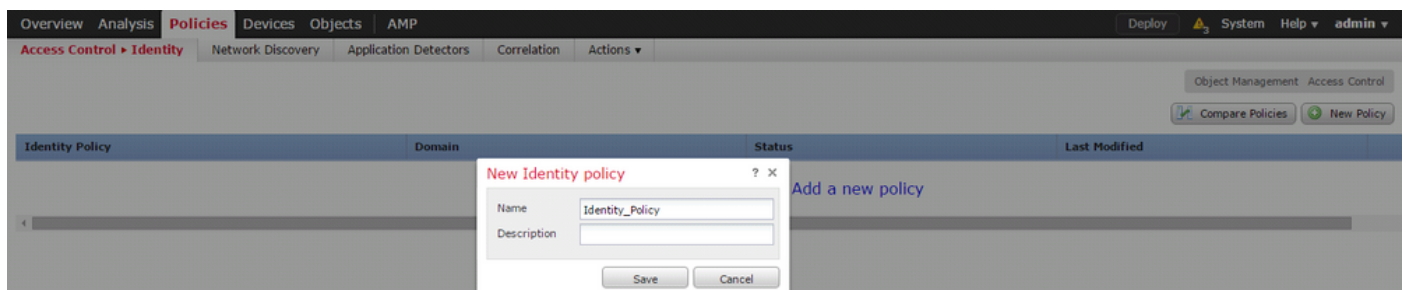 Overview Analysis Policies Devices Objects AMP Deploy 3 System Help ▾ admin ▾
Access Control ▸ Identity Network Discovery Application Detectors Correlation Actions ▾
Object Management Access Control
Compare Policies New Policy
Identity Policy Domain Status Last Modified
New Identity policy ? ×
Add a new policy
Name Identity_Policy
Description
Save Cancel